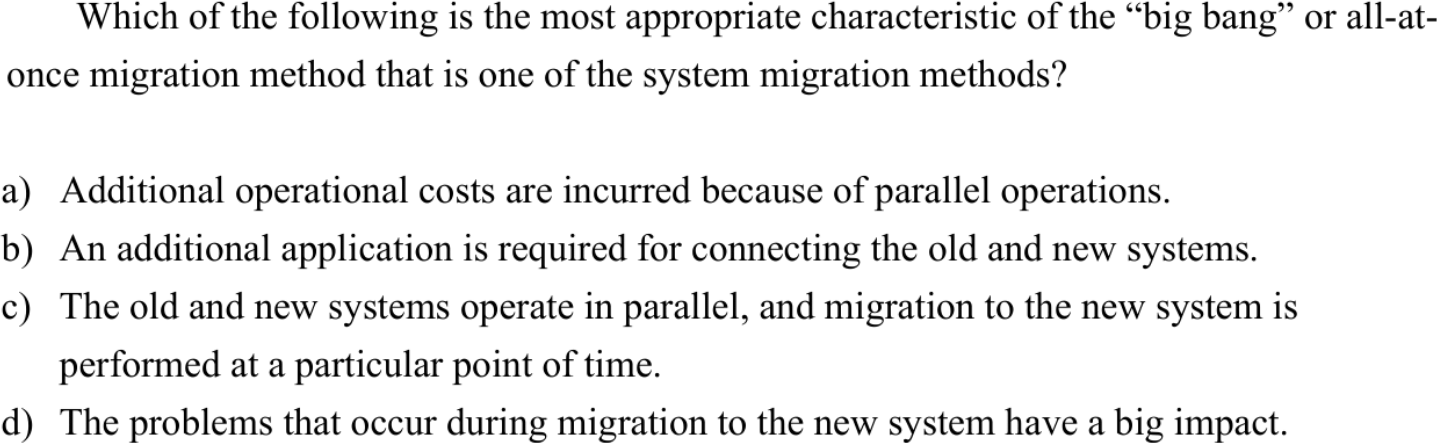 Which of the following is the most appropriate characteristic of the “big bang” or all-at-
once migration method that is one of the system migration methods?
a) Additional operational costs are incurred because of parallel operations.
b) An additional application is required for connecting the old and new systems.
c) The old and new systems operate in parallel, and migration to the new system is
performed at a particular point of time.
d) The problems that occur during migration to the new system have a big impact.